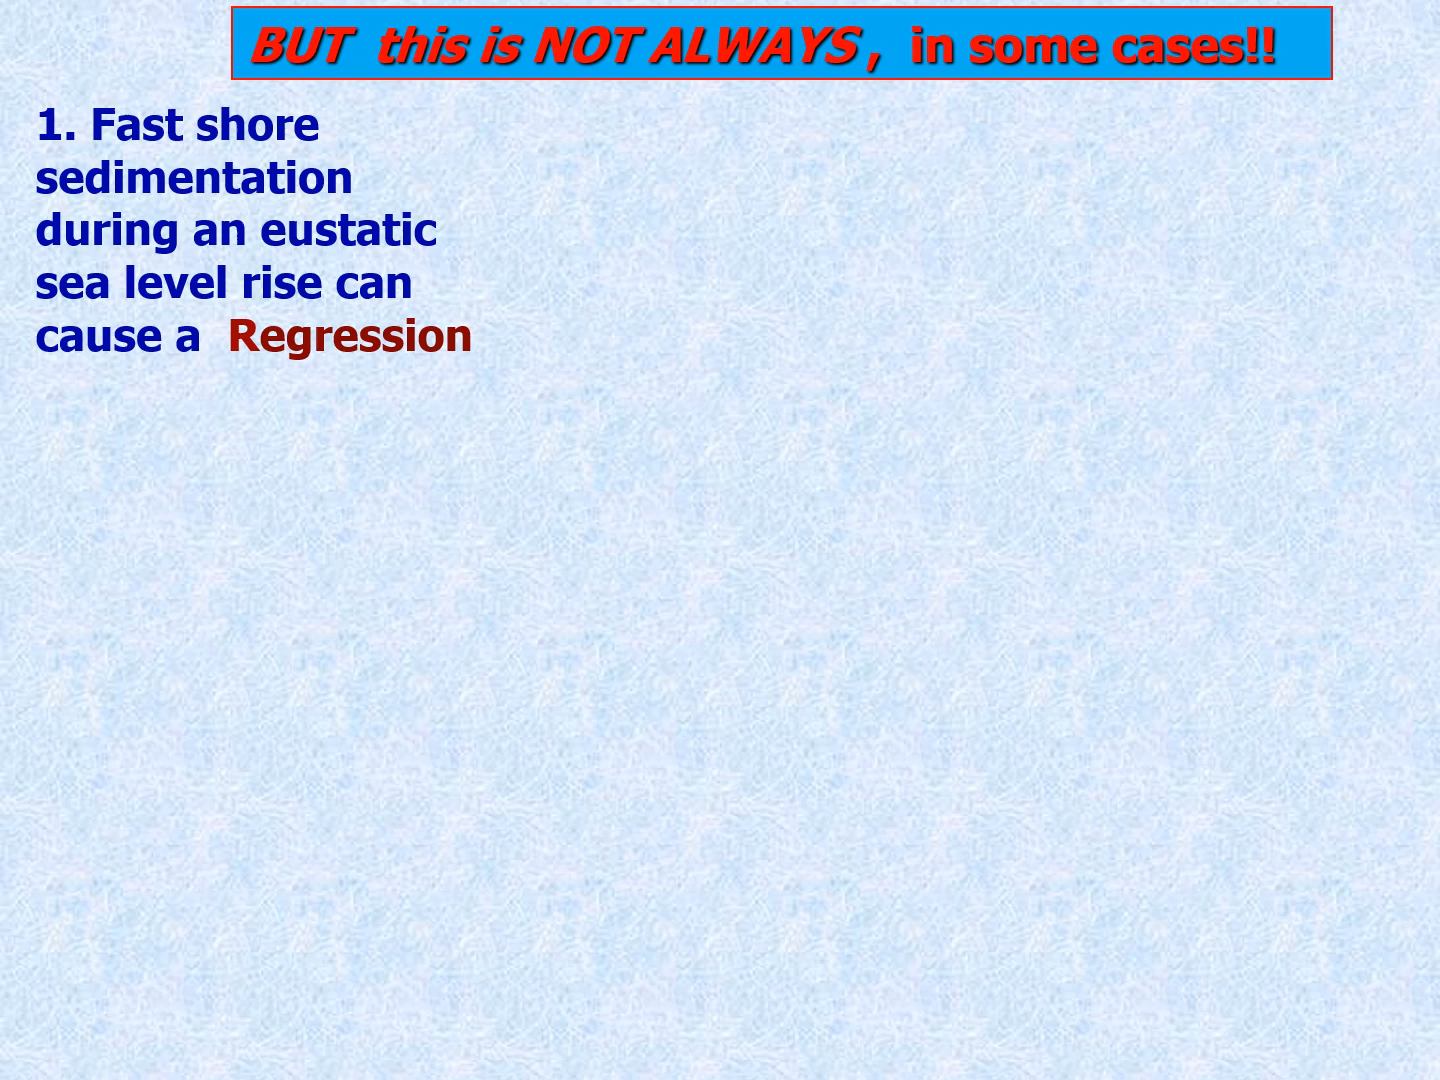 BUT this is NOT ALWAYS , in some cases!!
1. Fast shore
sedimentation
during an eustatic
sea level rise can
cause a Regression